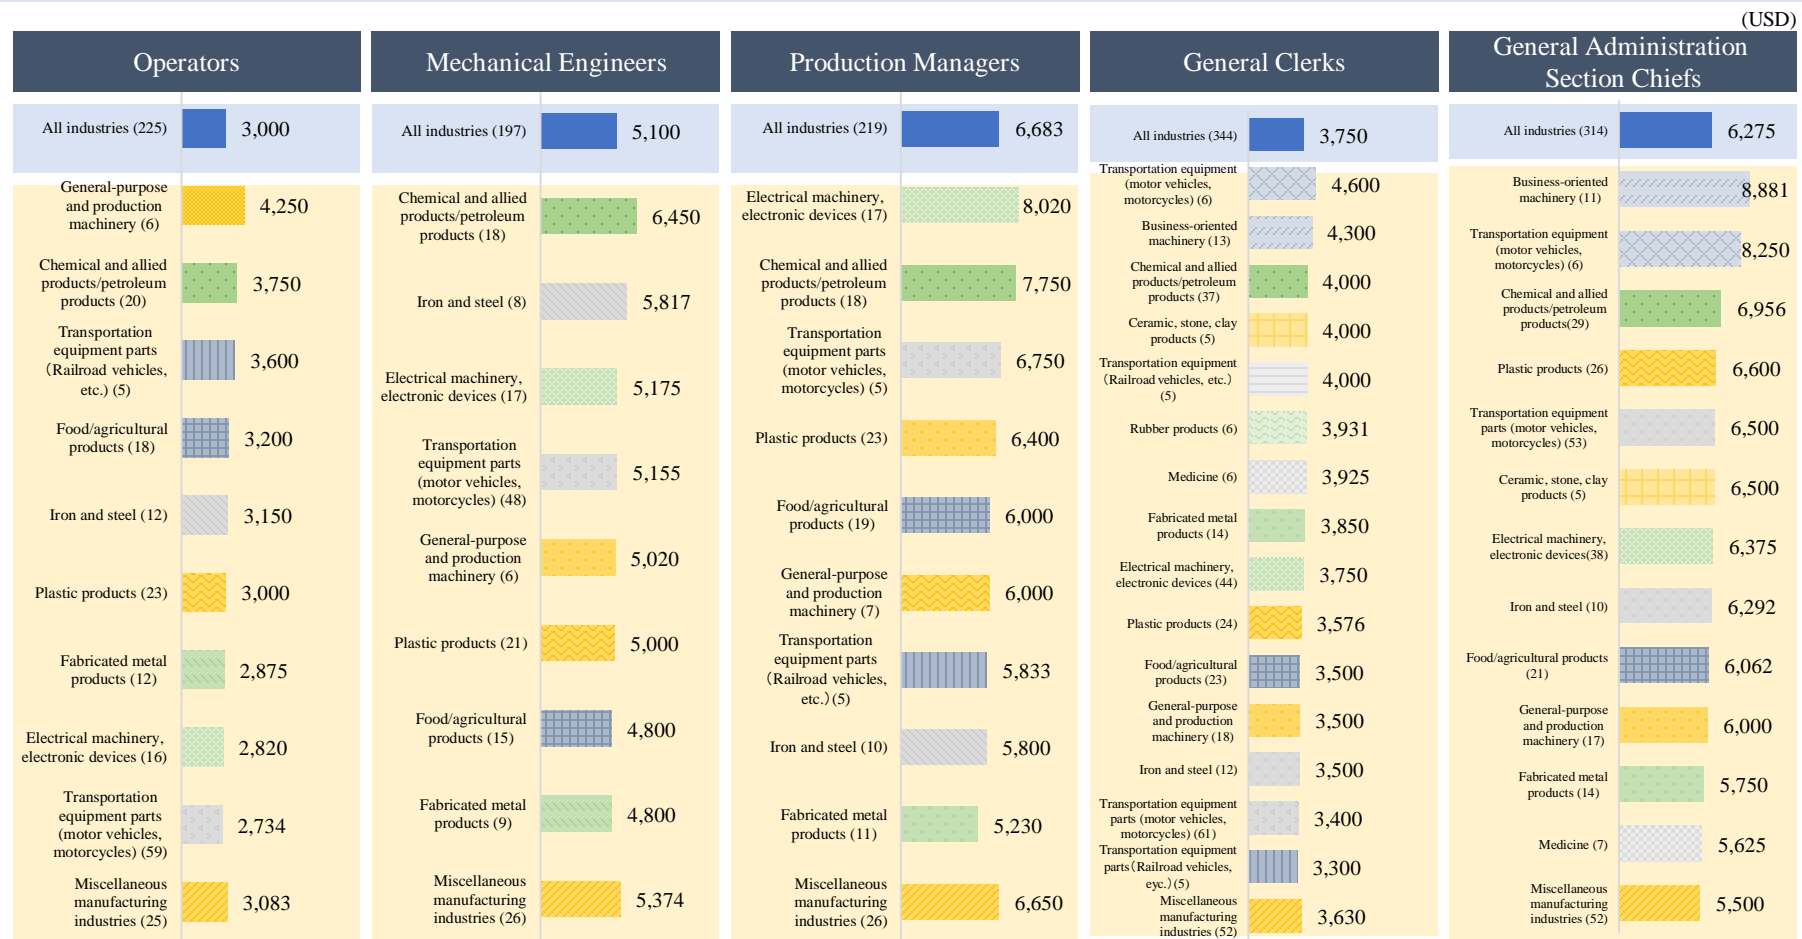 (USD)
Operators
All industries (225)
3,000
General-purpose
and production
machinery (6)
4,250
Chemical and allied
products/petroleum
products (20)
3,750
Transportation
equipment parts
（Railroad vehicles,
etc.) (5)
3,600
Food/agricultural
products (18)
3,200
Iron and steel (12)
3,150
Plastic products (23)
3,000
Fabricated metal
products (12)
2,875
Electrical machinery,
electronic devices (16)
2,820
Transportation
equipment parts
(motor vehicles,
motorcycles) (59)
2,734
Miscellaneous
manufacturing
industries (25)
3,083
Mechanical Engineers
All industries (197)
5,100
Chemical and allied
products/petroleum
products (18)
6,450
Iron and steel (8)
5,817
Electrical machinery,
electronic devices (17)
5,175
Transportation
equipment parts
(motor vehicles,
motorcycles) (48)
5,155
General-purpose
and production
machinery (6)
5,020
Plastic products (21)
5,000
Food/agricultural
products (15)
4,800
Fabricated metal
products (9)
4,800
Miscellaneous
manufacturing
industries (26)
5,374
Production Managers
All industries (219)
6,683
Electrical machinery,
electronic devices (17)
8,020
Chemical and allied
products/petroleum
products (18)
7,750
Transportation
equipment parts
(motor vehicles,
motorcycles) (5)
6,750
Plastic products (23)
6,400
Food/agricultural
products (19)
6,000
General-purpose
and production
machinery (7)
6,000
Transportation
equipment parts
（Railroad vehicles,
etc.）(5)
5,833
Iron and steel (10)
5,800
Fabricated metal
products (11)
5,230
Miscellaneous
manufacturing
industries (26)
6,650
General Clerks
All industries (344)
3,750
Transportation equipment
(motor vehicles,
motorcycles) (6)
4,600
Business-oriented
machinery (13)
4,300
Chemical and allied
products/petroleum
products (37)
4,000
Ceramic, stone, clay
products (5)
4,000
Transportation equipment
（Railroad vehicles, etc.）
(5)
4,000
Rubber products (6)
3,931
Medicine (6)
3,925
Fabricated metal
products (14)
3,850
Electrical machinery,
electronic devices (44)
3,750
Plastic products (24)
3,576
Food/agricultural
products (23)
3,500
General-purpose
and production
machinery (18)
3,500
Iron and steel (12)
3,500
Transportation equipment
parts (motor vehicles,
motorcycles) (61)
3,400
Transportation equipment
parts（Railroad vehicles,
eyc.）(5)
3,300
Miscellaneous
manufacturing
industries (52)
3,630
General Administration
Section Chiefs
All industries (314)
6,275
Business-oriented
machinery (11)
8,881
Transportation equipment
(motor vehicles,
motorcycles) (6)
8,250
Chemical and allied
products/petroleum
products(29)
6,956
Plastic products (26)
6,600
Transportation equipment
parts (motor vehicles,
motorcycles) (53)
6,500
Ceramic, stone, clay
products (5)
6,500
Electrical machinery,
electronic devices(38)
6,375
Iron and steel (10)
6,292
Food/agricultural products
(21)
6,062
General-purpose
and production
machinery (17)
6,000
Fabricated metal
products (14)
5,750
Medicine (7)
5,625
Miscellaneous
manufacturing
industries (52)
5,500